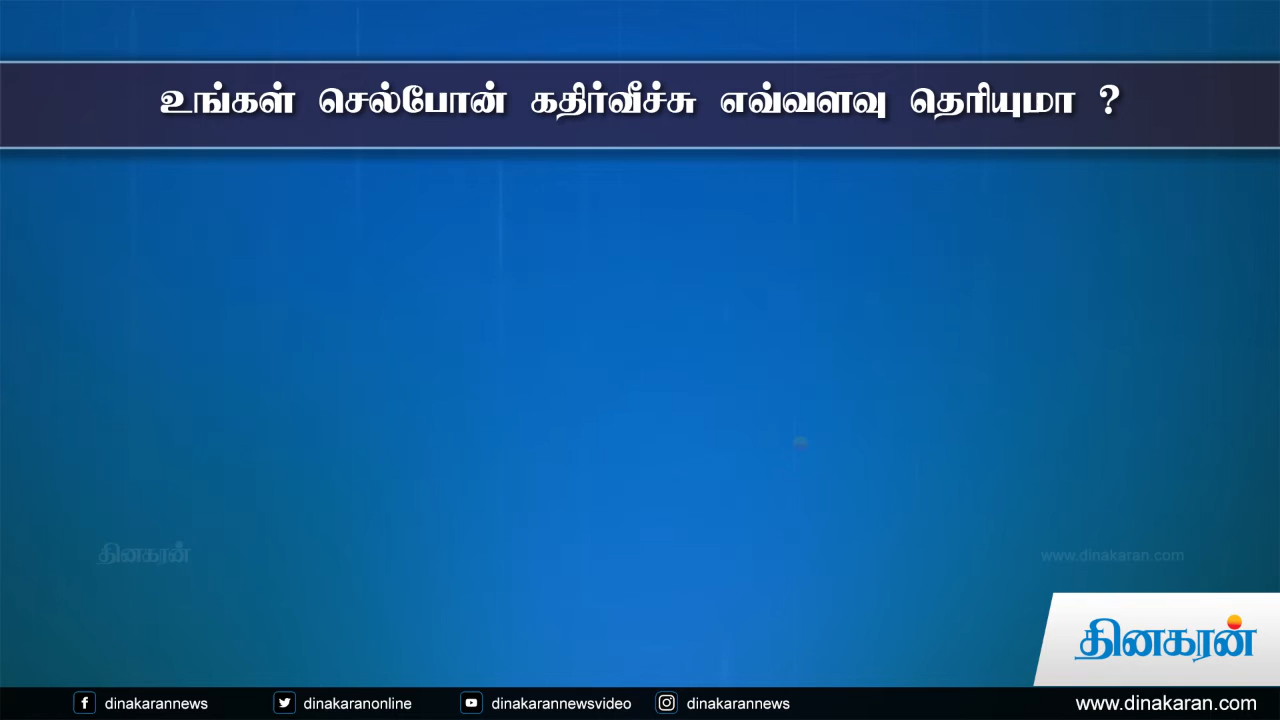 உங்கள் செல்போன் கதிர்வீச்சு எவ்வளவு தெரியுமா ?
தினகரன் www.dinakaran.com
தினகரன்
dinakarannews dinakaranonline dinakarannewsvideo dinakarannews www.dinakaran.com